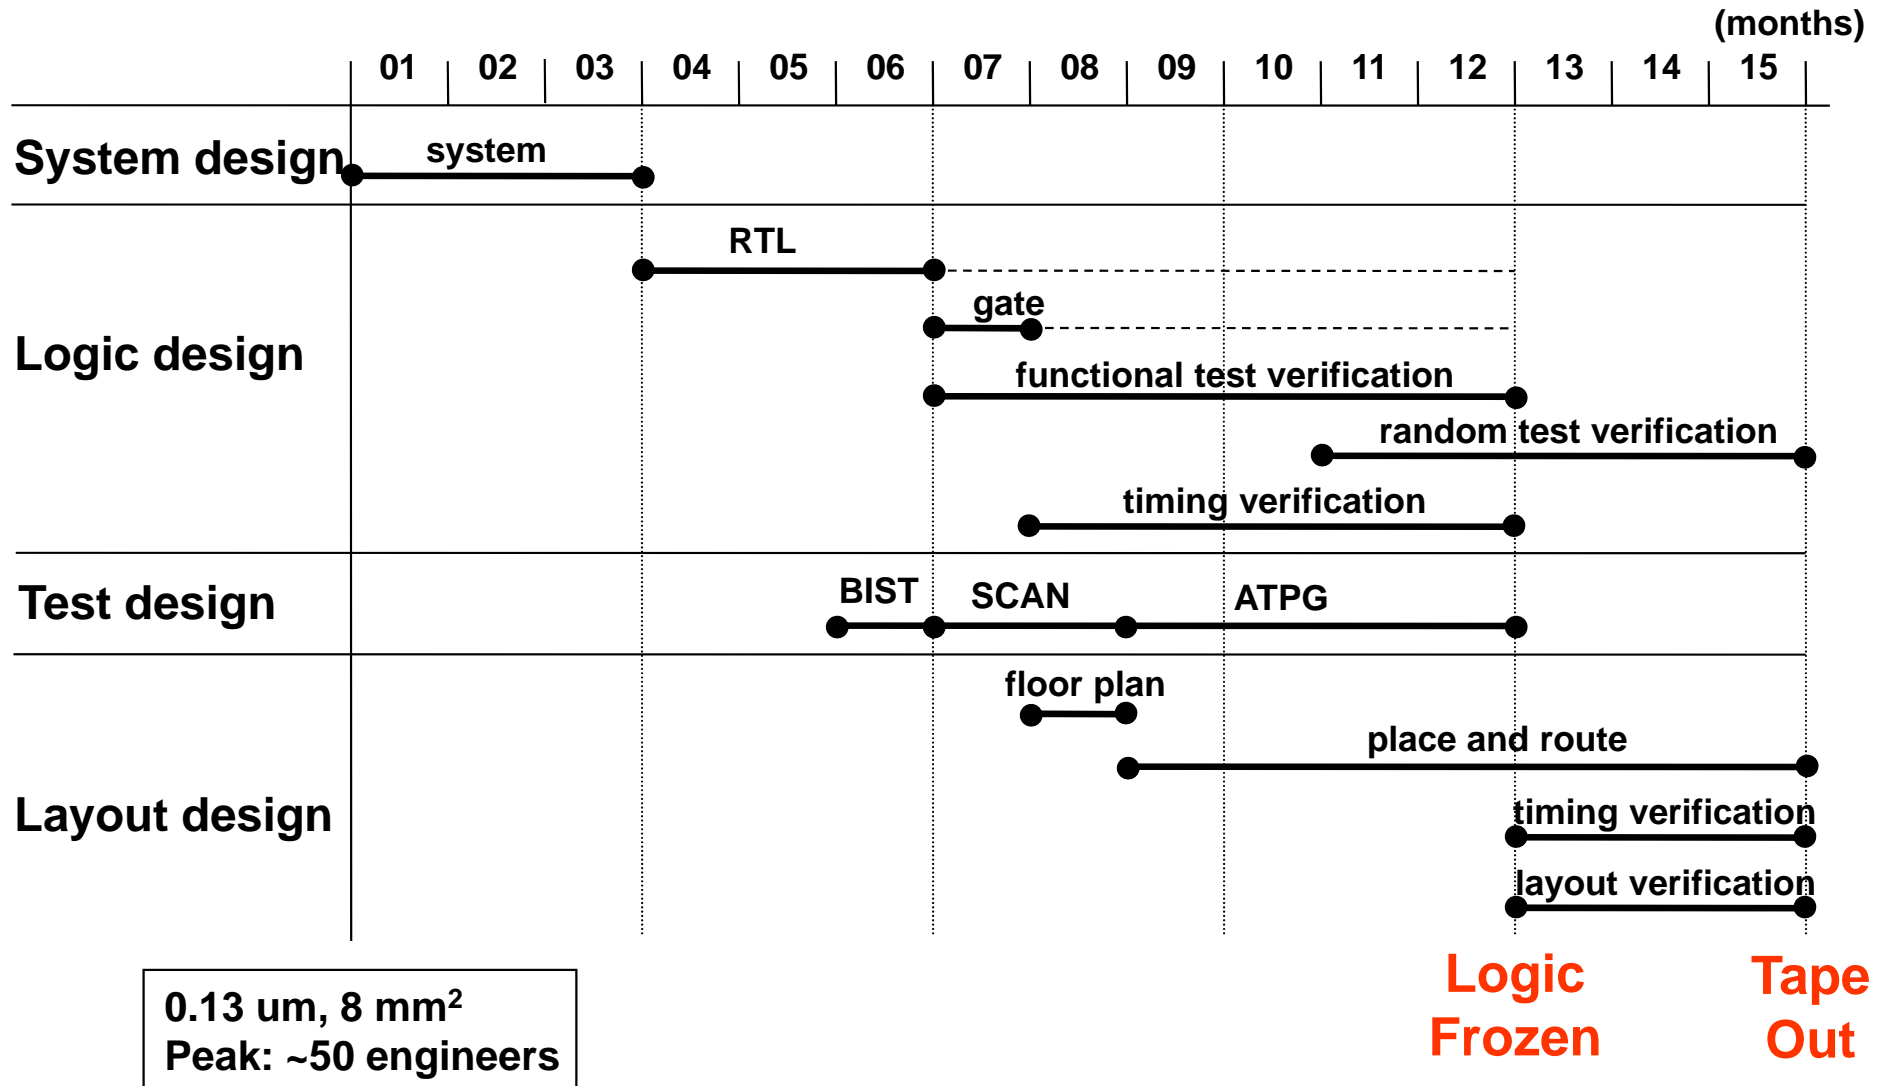 (months)
01 02 03 04 05 06 07 08 09 10 11 12 13 14 15
System design
system
Logic design
RTL
gate
functional test verification
random test verification
timing verification
Test design
BIST SCAN ATPG
Layout design
floor plan
place and route
timing verification
layout verification
Logic
Frozen
Tape
Out
0.13 um, 8 mm²
Peak: ~50 engineers